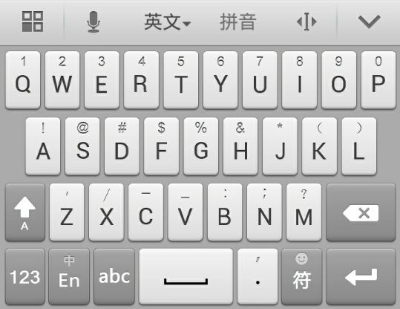 英文 拼音
1 2 3 4 5 6 7 8 9 0
Q W E R T Y U I O P
! @ # $ % & * ( )
A S D F G H J K L
' / — _ : ; ?
A Z X C V B N M
中
123 En abc . 符